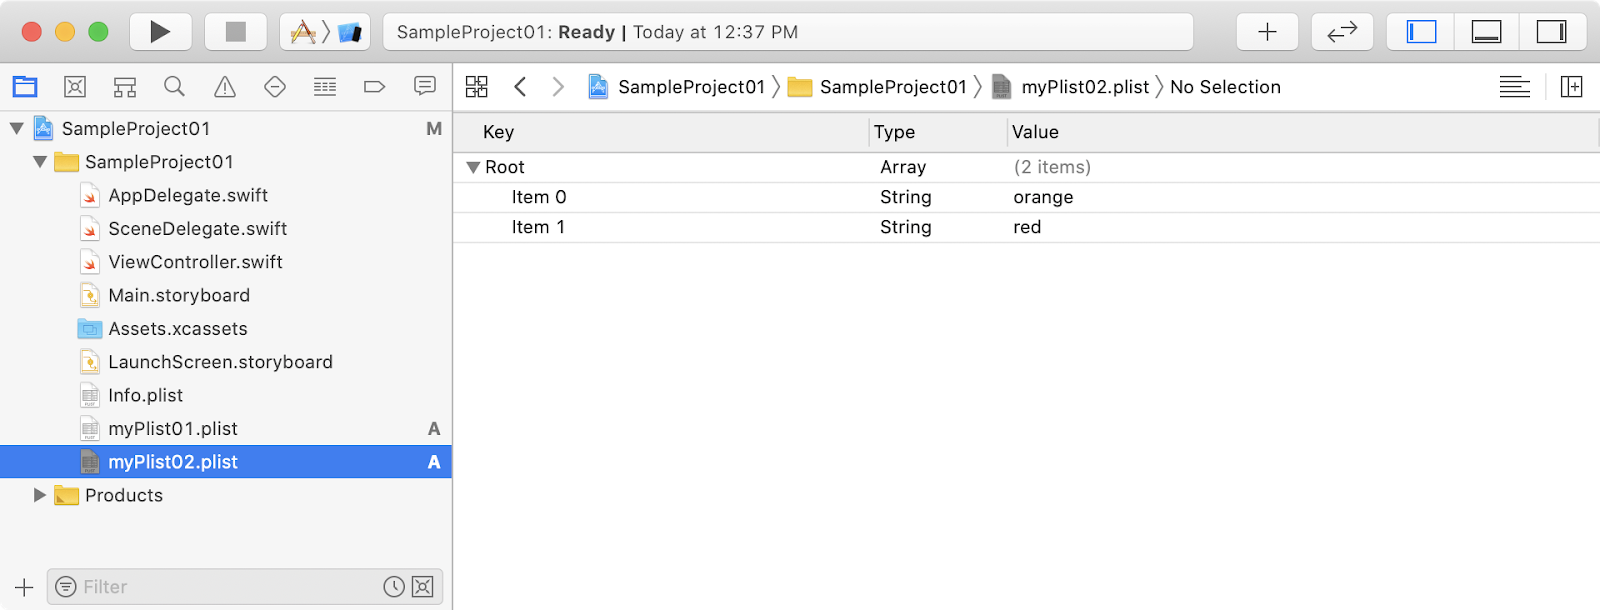 SampleProject01: Ready | Today at 12:37 PM
SampleProject01 SampleProject01 myPlist02.plist No Selection
SampleProject01 M
SampleProject01
AppDelegate.swift
SceneDelegate.swift
ViewController.swift
Main.storyboard
Assets.xcassets
LaunchScreen.storyboard
Info.plist
myPlist01.plist A
myPlist02.plist A
Products
Filter
Key Type Value
Root Array (2 items)
Item 0 String orange
Item 1 String red